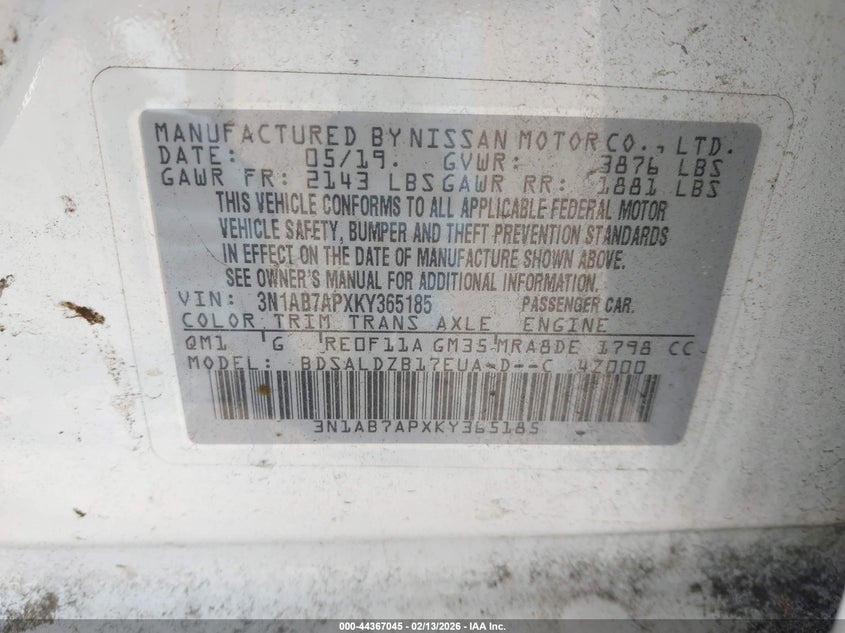 MANUFACTURED BY NISSAN MOTOR CO., LTD.
DATE: 05/19. GVWR: 3876 LBS
GAWR FR: 2143 LBS GAWR RR: 1881 LBS
THIS VEHICLE CONFORMS TO ALL APPLICABLE FEDERAL MOTOR
VEHICLE SAFETY, BUMPER AND THEFT PREVENTION STANDARDS
IN EFFECT ON THE DATE OF MANUFACTURE SHOWN ABOVE.
SEE OWNER'S MANUAL FOR ADDITIONAL INFORMATION.
VIN: 3N1AB7APXKY365185 PASSENGER CAR.
COLOR TRIM TRANS AXLE ENGINE
QM1 G RE0F11A GM35 MRA8DE 1798 CC
MODEL: BDSALDZB17EUA-D--C 4Z000
3N1AB7APXKY365185
000-44367045 - 02/13/2026 - IAA Inc.